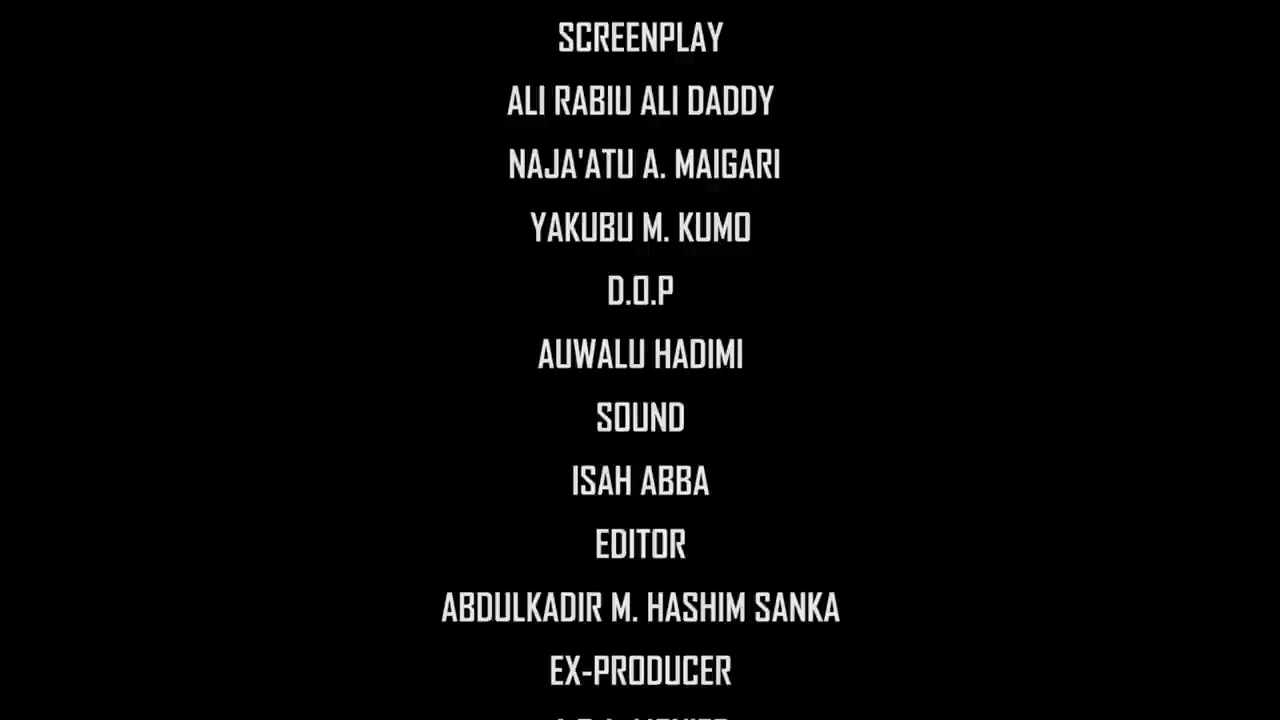 SCREENPLAY
ALI RABIU ALI DADDY
NAJA'ATU A. MAIGARI
YAKUBU M. KUMO
D.O.P
AUWALU HADIMI
SOUND
ISAH ABBA
EDITOR
ABDULKADIR M. HASHIM SANKA
EX-PRODUCER